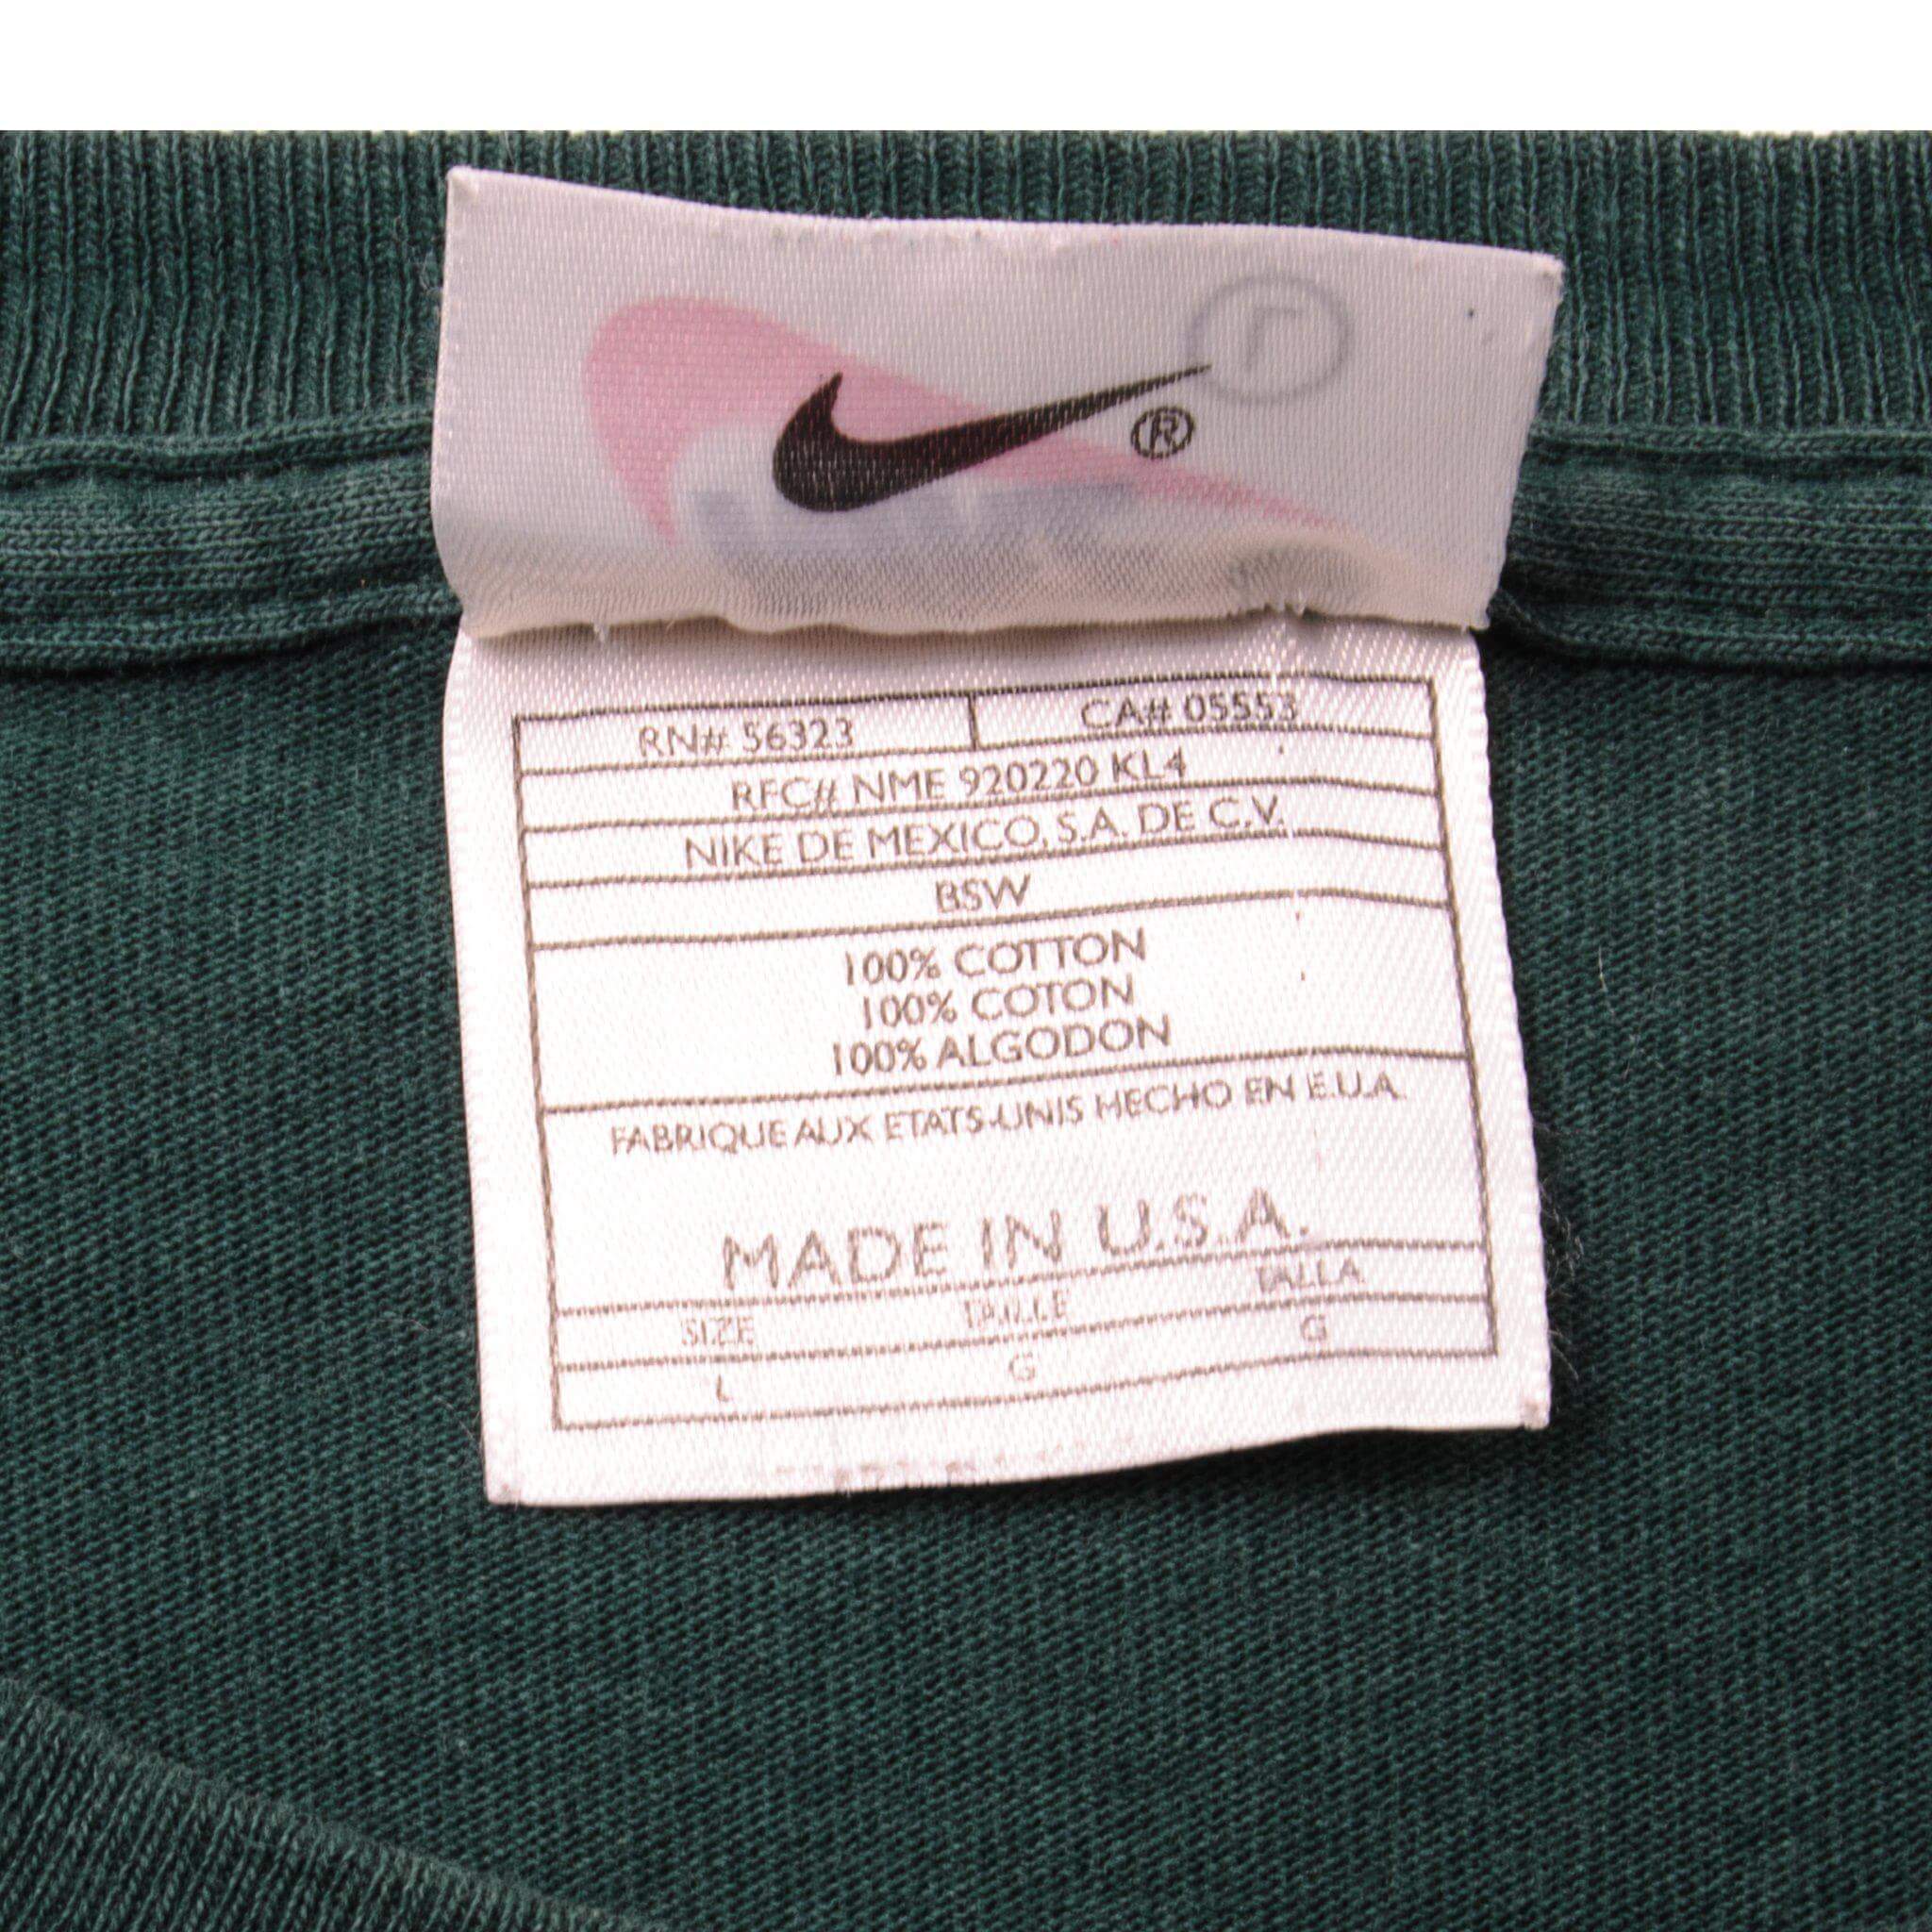 ®
RN# 56323 CA# 05553
RFC# NME 920220 KL4
NIKE DE MEXICO, S.A. DE C.V.
BSW
100% COTTON
100% COTON
100% ALGODON
FABRIQUE AUX ETATS-UNIS HECHO EN E.U.A.
MADE IN U.S.A.
SIZE TAILLE TALLA
L G G